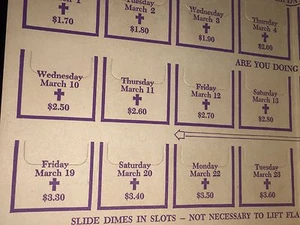 $1.70
Tuesday
March 2
$1.80
Wednesday
March 3
$1.90
Thursday
March 4
$2.00
ARE YOU DOING
Wednesday
March 10
$2.50
Thursday
March 11
$2.60
Friday
March 12
$2.70
Saturday
March 13
$2.80
Friday
March 19
$3.30
Saturday
March 20
$3.40
Monday
March 22
$3.50
Tuesday
March 23
$3.60
SLIDE DIMES IN SLOTS – NOT NECESSARY TO LIFT FLA